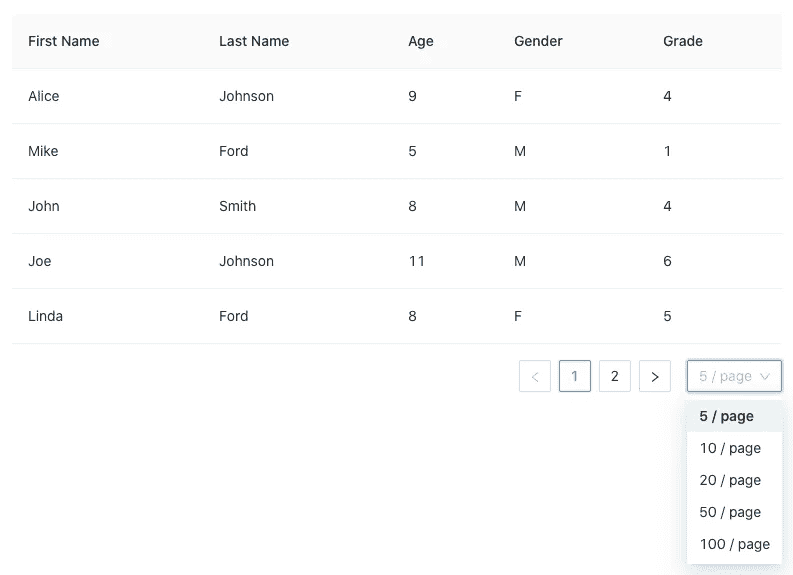 First Name Last Name Age Gender Grade
Alice Johnson 9 F 4
Mike Ford 5 M 1
John Smith 8 M 4
Joe Johnson 11 M 6
Linda Ford 8 F 5
< 1 2 > 5 / page
5 / page
10 / page
20 / page
50 / page
100 / page